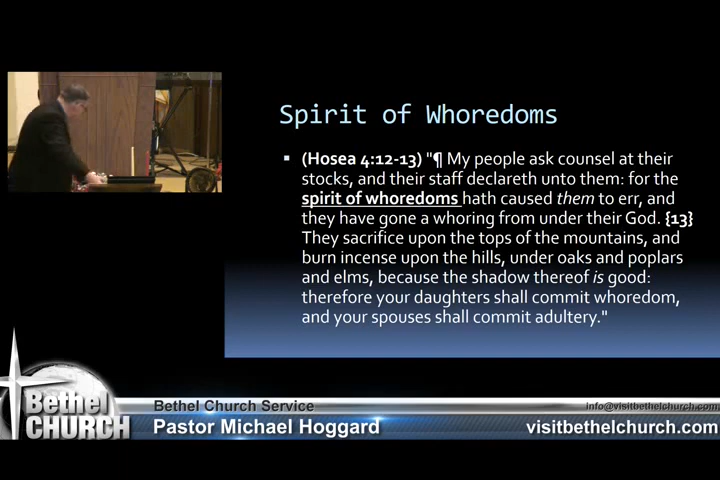 Spirit of Whoredoms
(Hosea 4:12-13) "¶ My people ask counsel at their
stocks, and their staff declareth unto them: for the
spirit of whoredoms hath caused them to err, and
they have gone a whoring from under their God. {13}
They sacrifice upon the tops of the mountains, and
burn incense upon the hills, under oaks and poplars
and elms, because the shadow thereof is good:
therefore your daughters shall commit whoredom,
and your spouses shall commit adultery."
Bethel
CHURCH
Bethel Church Service
info@visitbethelchurch.com
Pastor Michael Hoggard
visitbethelchurch.com